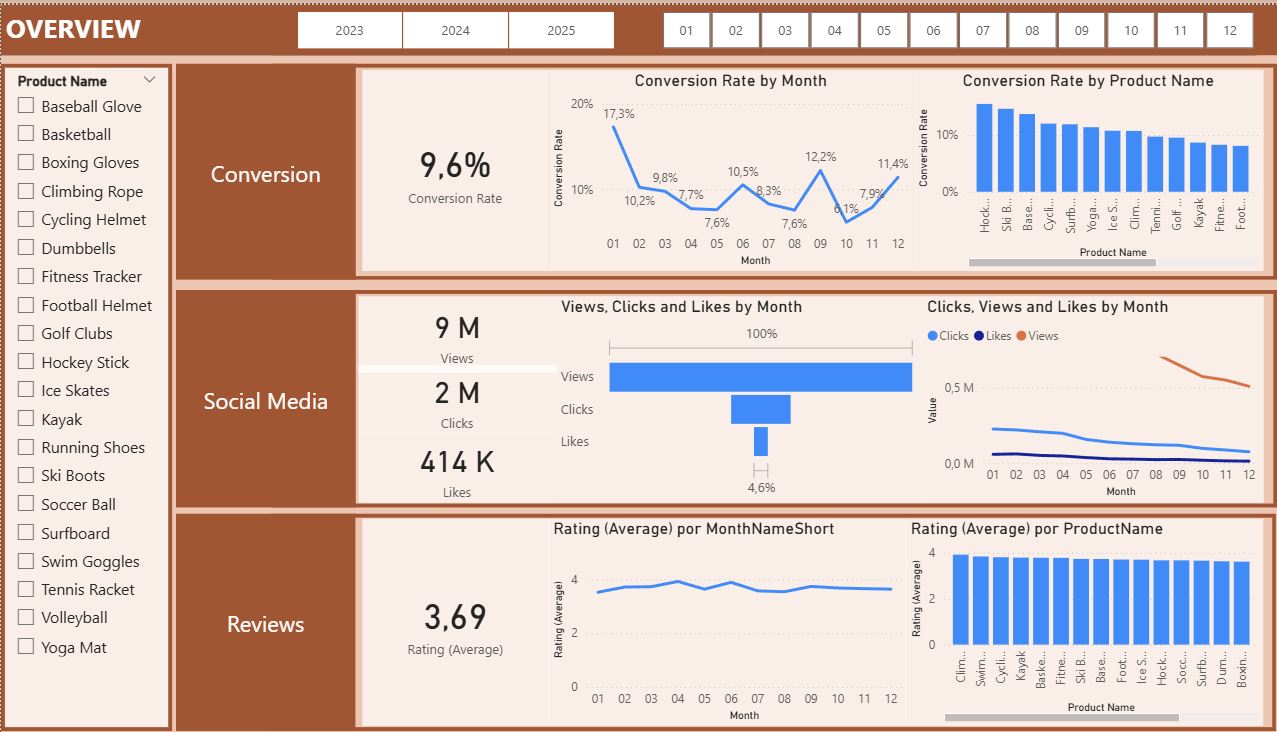 OVERVIEW
2023 2024 2025
01 02 03 04 05 06 07 08 09 10 11 12
Product Name
Baseball Glove
Basketball
Boxing Gloves
Climbing Rope
Cycling Helmet
Dumbbells
Fitness Tracker
Football Helmet
Golf Clubs
Hockey Stick
Ice Skates
Kayak
Running Shoes
Ski Boots
Soccer Ball
Surfboard
Swim Goggles
Tennis Racket
Volleyball
Yoga Mat
Conversion
9,6%
Conversion Rate
Conversion Rate by Month
Conversion Rate
20%
10%
17,3%
10,2%
9,8%
7,7%
7,6%
10,5%
8,3%
7,6%
12,2%
6,1%
7,9%
11,4%
01 02 03 04 05 06 07 08 09 10 11 12
Month
Conversion Rate by Product Name
Conversion Rate
10%
0%
Hock...
Ski B...
Base...
Cycli...
Surfb...
Yoga...
Ice S...
Clim...
Tenni...
Golf ...
Kayak
Fitne...
Foot...
Product Name
Social Media
9 M
Views
2 M
Clicks
414 K
Likes
Views, Clicks and Likes by Month
100%
Views
Clicks
Likes
4,6%
Clicks, Views and Likes by Month
Clicks Likes Views
Value
0,5 M
0,0 M
01 02 03 04 05 06 07 08 09 10 11 12
Month
Reviews
3,69
Rating (Average)
Rating (Average) por MonthNameShort
Rating (Average)
4
2
0
01 02 03 04 05 06 07 08 09 10 11 12
Month
Rating (Average) por ProductName
Rating (Average)
4
2
0
Clim...
Swim...
Cycli...
Kayak
Baske...
Fitne...
Ski B...
Base...
Foot...
Ice S...
Hock...
Socc...
Surfb...
Dum...
Boxin...
Product Name